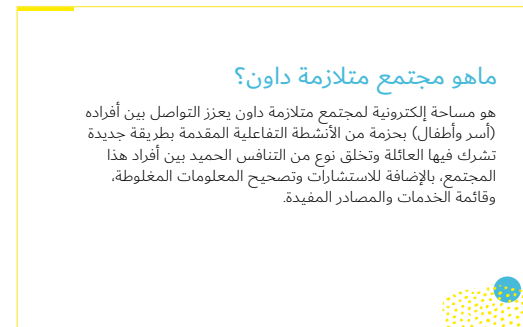 ماهو مجتمع متلازمة داون؟
هو مساحة إلكترونية لمجتمع متلازمة داون يعزز التواصل بين أفراده
(أسر وأطفال) بحزمة من الأنشطة التفاعلية المقدمة بطريقة جديدة
تشرك فيها العائلة وتخلق نوع من التنافس الحميد بين أفراد هذا
المجتمع، بالإضافة للاستشارات وتصحيح المعلومات المغلوطة،
وقائمة الخدمات والمصادر المفيدة.